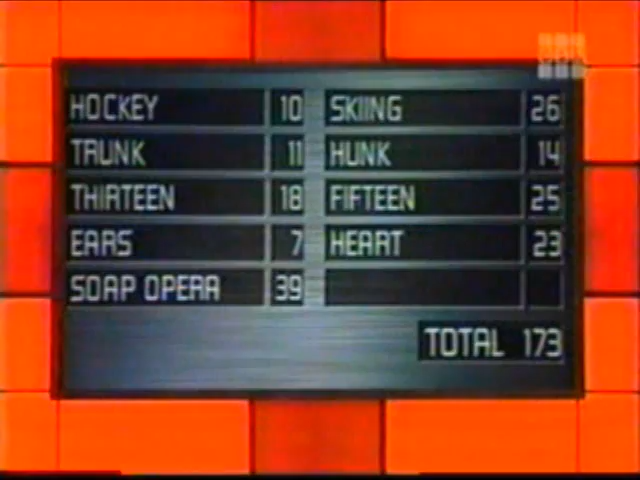 HOCKEY 10 SKIING 26
TRUNK 11 HUNK 14
THIRTEEN 18 FIFTEEN 25
EARS 7 HEART 23
SOAP OPERA 39
TOTAL 173